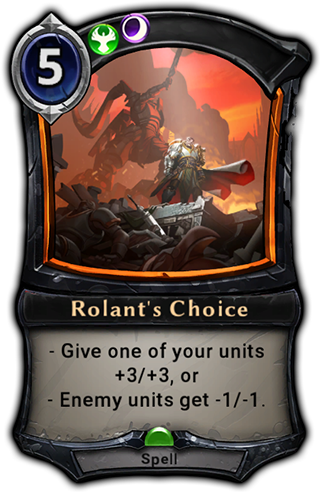 5
Rolant's Choice
- Give one of your units
+3/+3, or
- Enemy units get -1/-1.
Spell